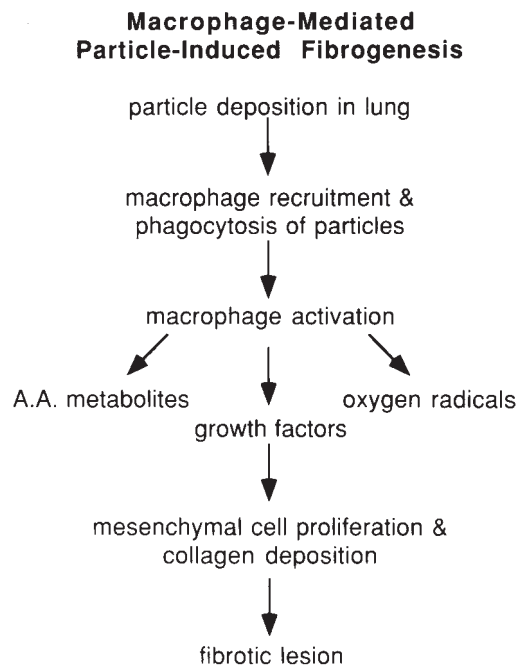 Macrophage-Mediated
Particle-Induced Fibrogenesis
particle deposition in lung
macrophage recruitment &
phagocytosis of particles
macrophage activation
A.A. metabolites
oxygen radicals
growth factors
mesenchymal cell proliferation &
collagen deposition
fibrotic lesion